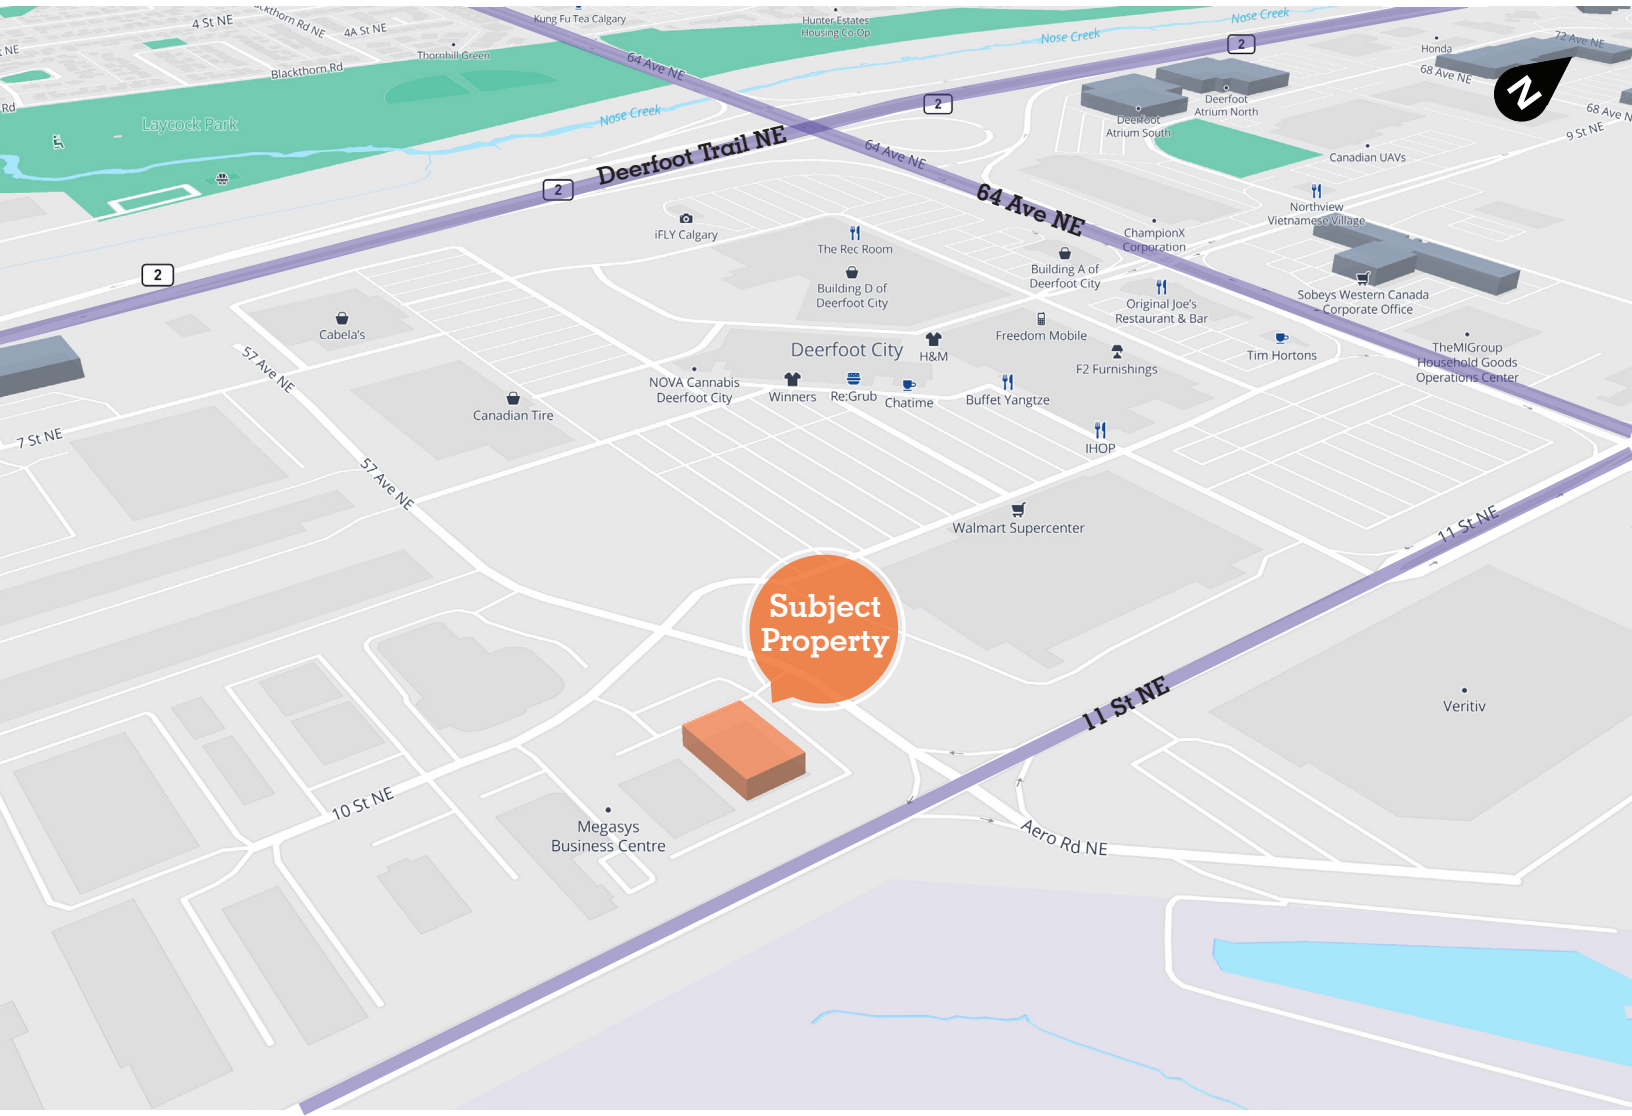 Kung Fu Tea Calgary
Hunter Estates
Housing Co-Op
Nose Creek
4 St NE
ckthorn Rd NE
4A St NE
Nose Creek
t NE
Thornhill Green
2
Honda
72 Ave NE
Blackthorn Rd
64 Ave NE
68 Ave NE
N
Rd
Nose Creek
2
Deerfoot
Atrium North
68 Ave N
Laycock Park
Deerfoot
Atrium South
9 St NE
Deerfoot Trail NE
64 Ave NE
Canadian UAVs
2
64 Ave NE
Northview
Vietnamese Village
iFLY Calgary
The Rec Room
ChampionX
Corporation
2
Building D of
Deerfoot City
Building A of
Deerfoot City
Original Joe's
Restaurant & Bar
Sobeys Western Canada
– Corporate Office
Cabela's
Freedom Mobile
Deerfoot City
H&M
Tim Hortons
TheMIGroup
Household Goods
Operations Center
57 Ave NE
F2 Furnishings
NOVA Cannabis
Deerfoot City
Winners
Re:Grub
Chatime
Buffet Yangtze
Canadian Tire
7 St NE
IHOP
57 Ave NE
Walmart Supercenter
11 St NE
Subject
Property
11 St NE
Veritiv
10 St NE
Megasys
Business Centre
Aero Rd NE